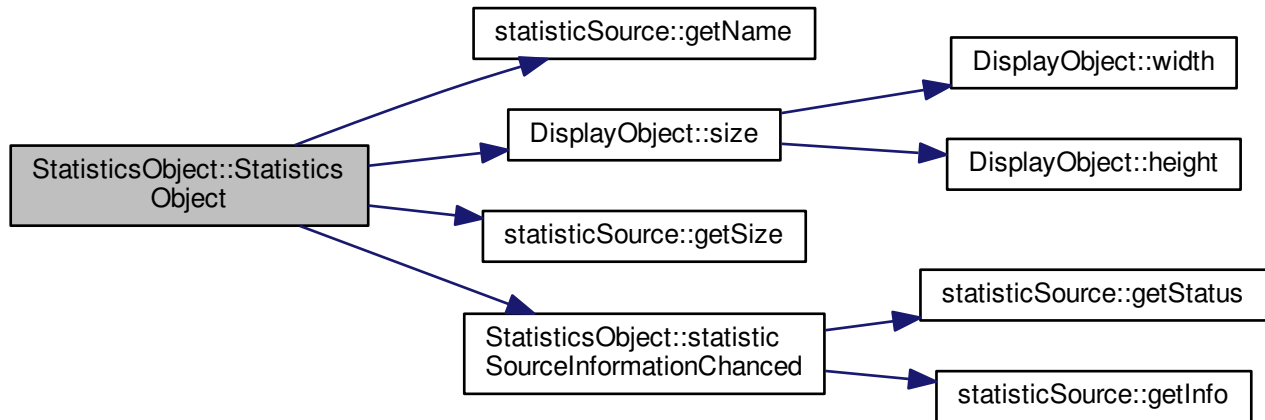 statisticSource::getName
DisplayObject::width
DisplayObject::size
StatisticsObject::Statistics
Object
DisplayObject::height
statisticSource::getSize
statisticSource::getStatus
StatisticsObject::statistic
SourceInformationChanced
statisticSource::getInfo